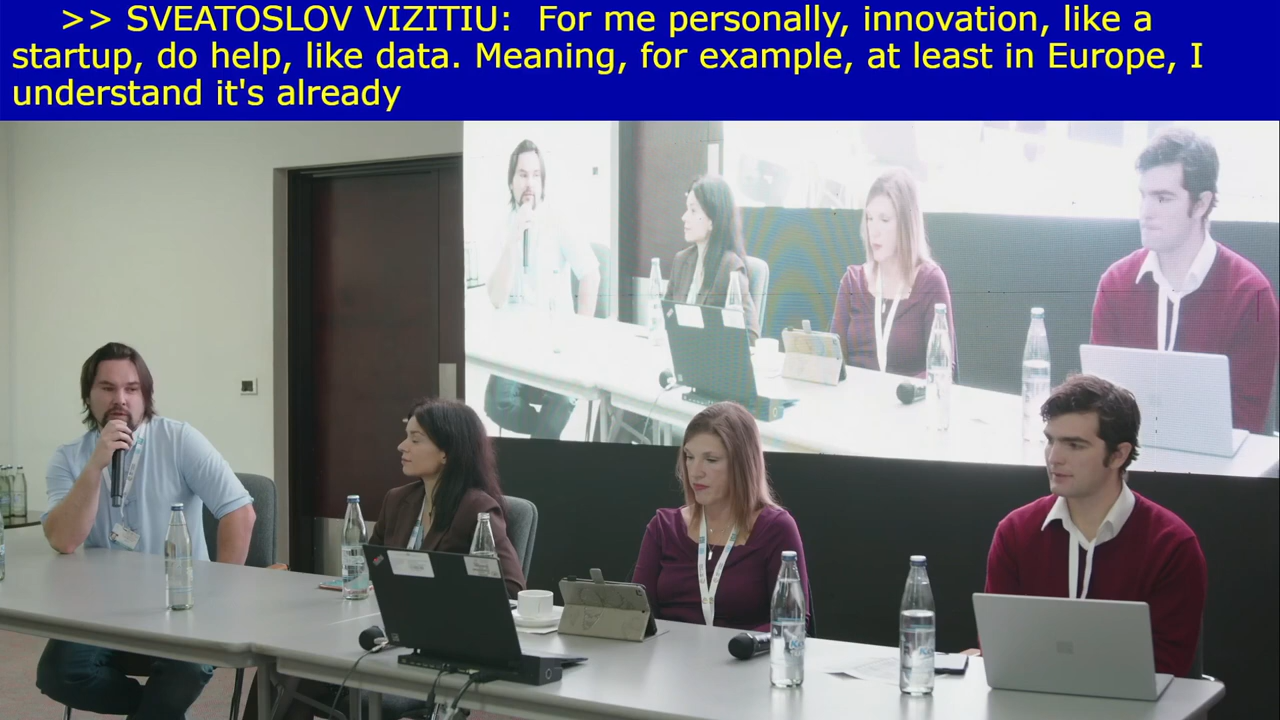 >> SVEATOSLOV VIZITIU:  For me personally, innovation, like a
startup, do help, like data. Meaning, for example, at least in Europe, I
understand it's already